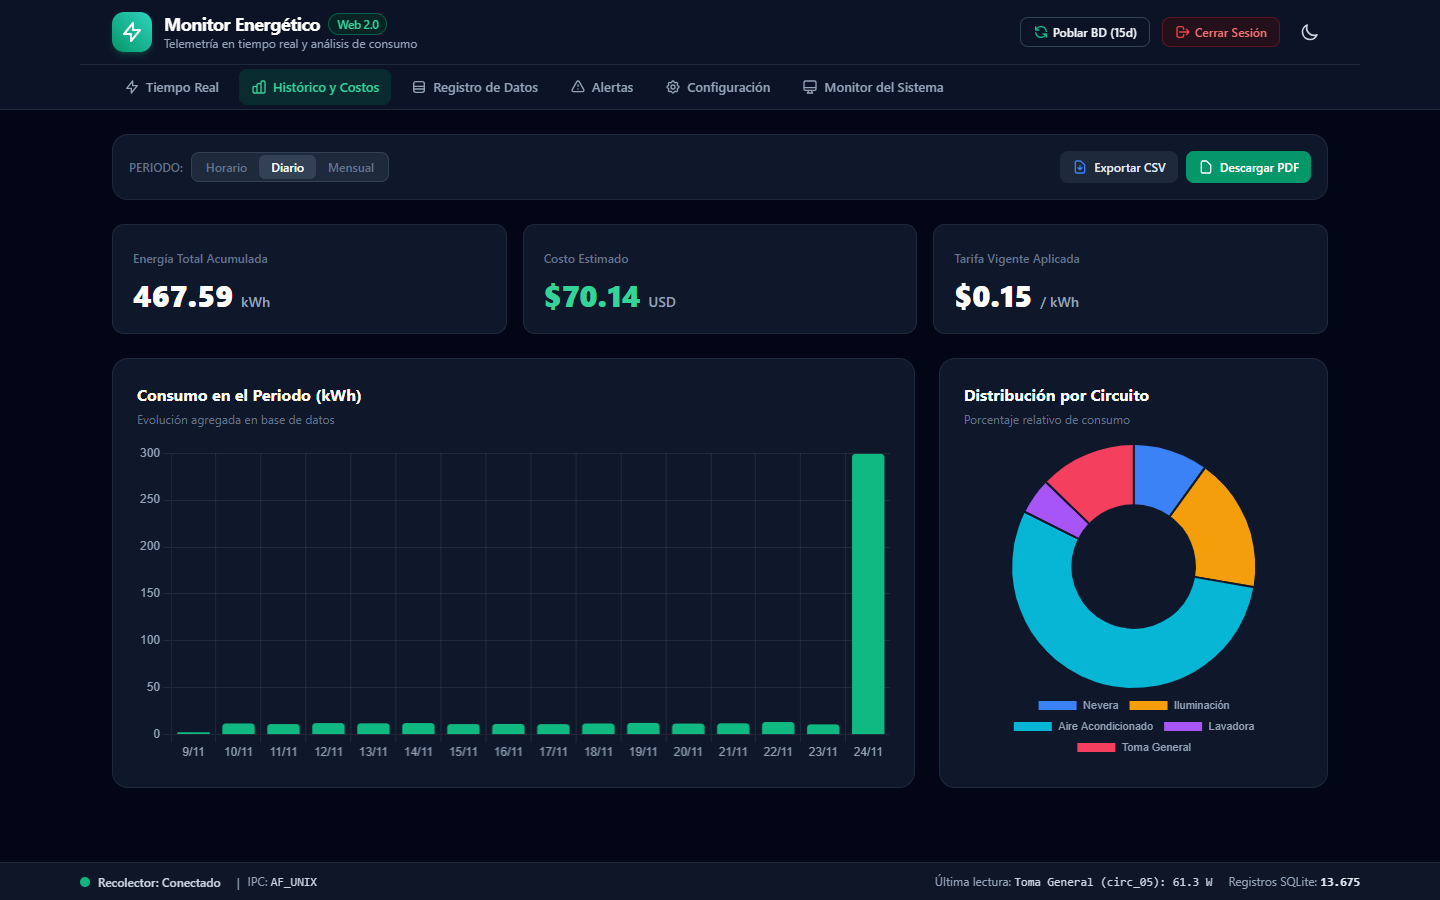 Monitor Energético Web 2.0
Telemetría en tiempo real y análisis de consumo
Poblar BD (15d)
Cerrar Sesión
Tiempo Real
Histórico y Costos
Registro de Datos
Alertas
Configuración
Monitor del Sistema
PERIODO:
Horario
Diario
Mensual
Exportar CSV
Descargar PDF
Energía Total Acumulada
467.59 kWh
Costo Estimado
$70.14 USD
Tarifa Vigente Aplicada
$0.15 / kWh
Consumo en el Periodo (kWh)
Evolución agregada en base de datos
300
250
200
150
100
50
0
9/11 10/11 11/11 12/11 13/11 14/11 15/11 16/11 17/11 18/11 19/11 20/11 21/11 22/11 23/11 24/11
Distribución por Circuito
Porcentaje relativo de consumo
Nevera Iluminación
Aire Acondicionado Lavadora
Toma General
Recolector: Conectado | IPC: AF_UNIX
Última lectura: Toma General (circ_05): 61.3 W Registros SQLite: 13.675